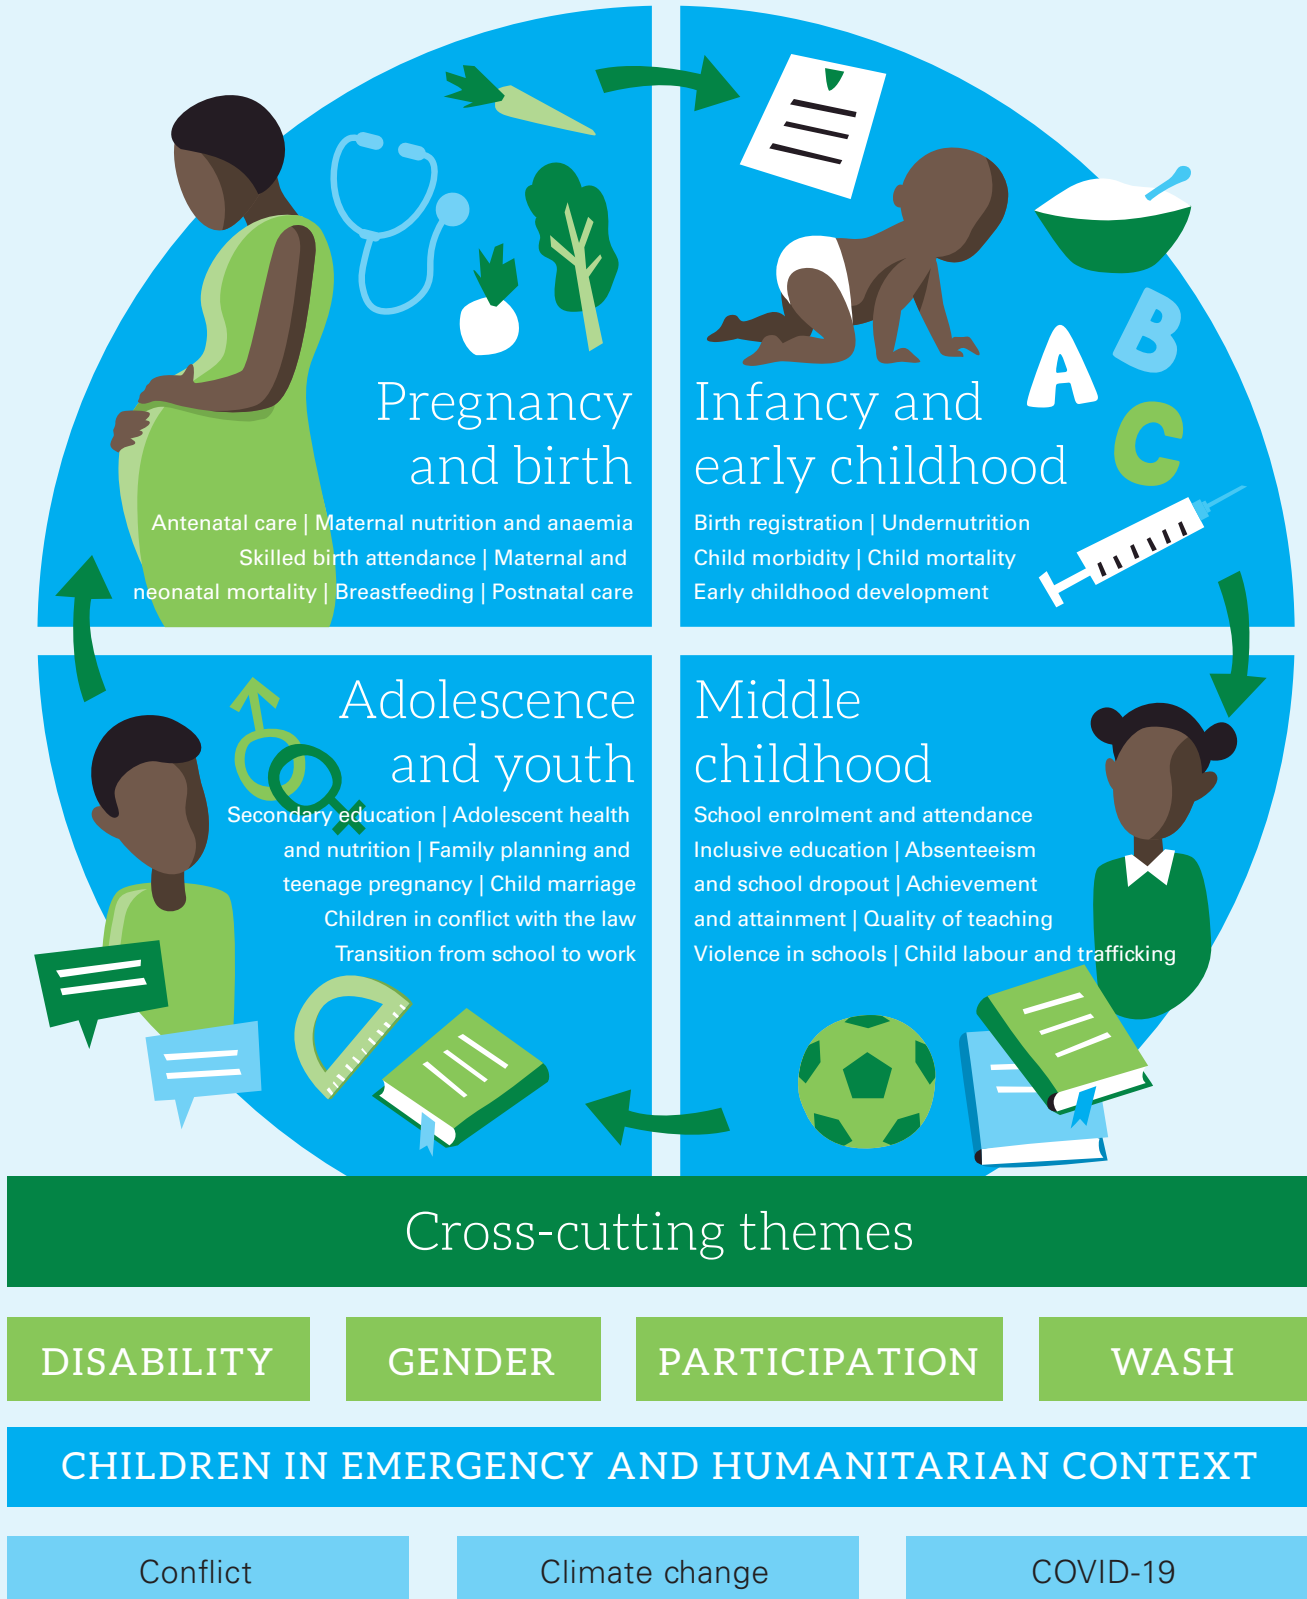 Pregnancy
and birth
Antenatal care | Maternal nutrition and anaemia
Skilled birth attendance | Maternal and
neonatal mortality | Breastfeeding | Postnatal care
Infancy and
early childhood
A
B
C
Birth registration | Undernutrition
Child morbidity | Child mortality
Early childhood development
Adolescence
and youth
Secondary education | Adolescent health
and nutrition | Family planning and
teenage pregnancy | Child marriage
Children in conflict with the law
Transition from school to work
Middle
childhood
School enrolment and attendance
Inclusive education | Absenteeism
and school dropout | Achievement
and attainment | Quality of teaching
Violence in schools | Child labour and trafficking
Cross-cutting themes
DISABILITY
GENDER
PARTICIPATION
WASH
CHILDREN IN EMERGENCY AND HUMANITARIAN CONTEXT
Conflict
Climate change
COVID-19